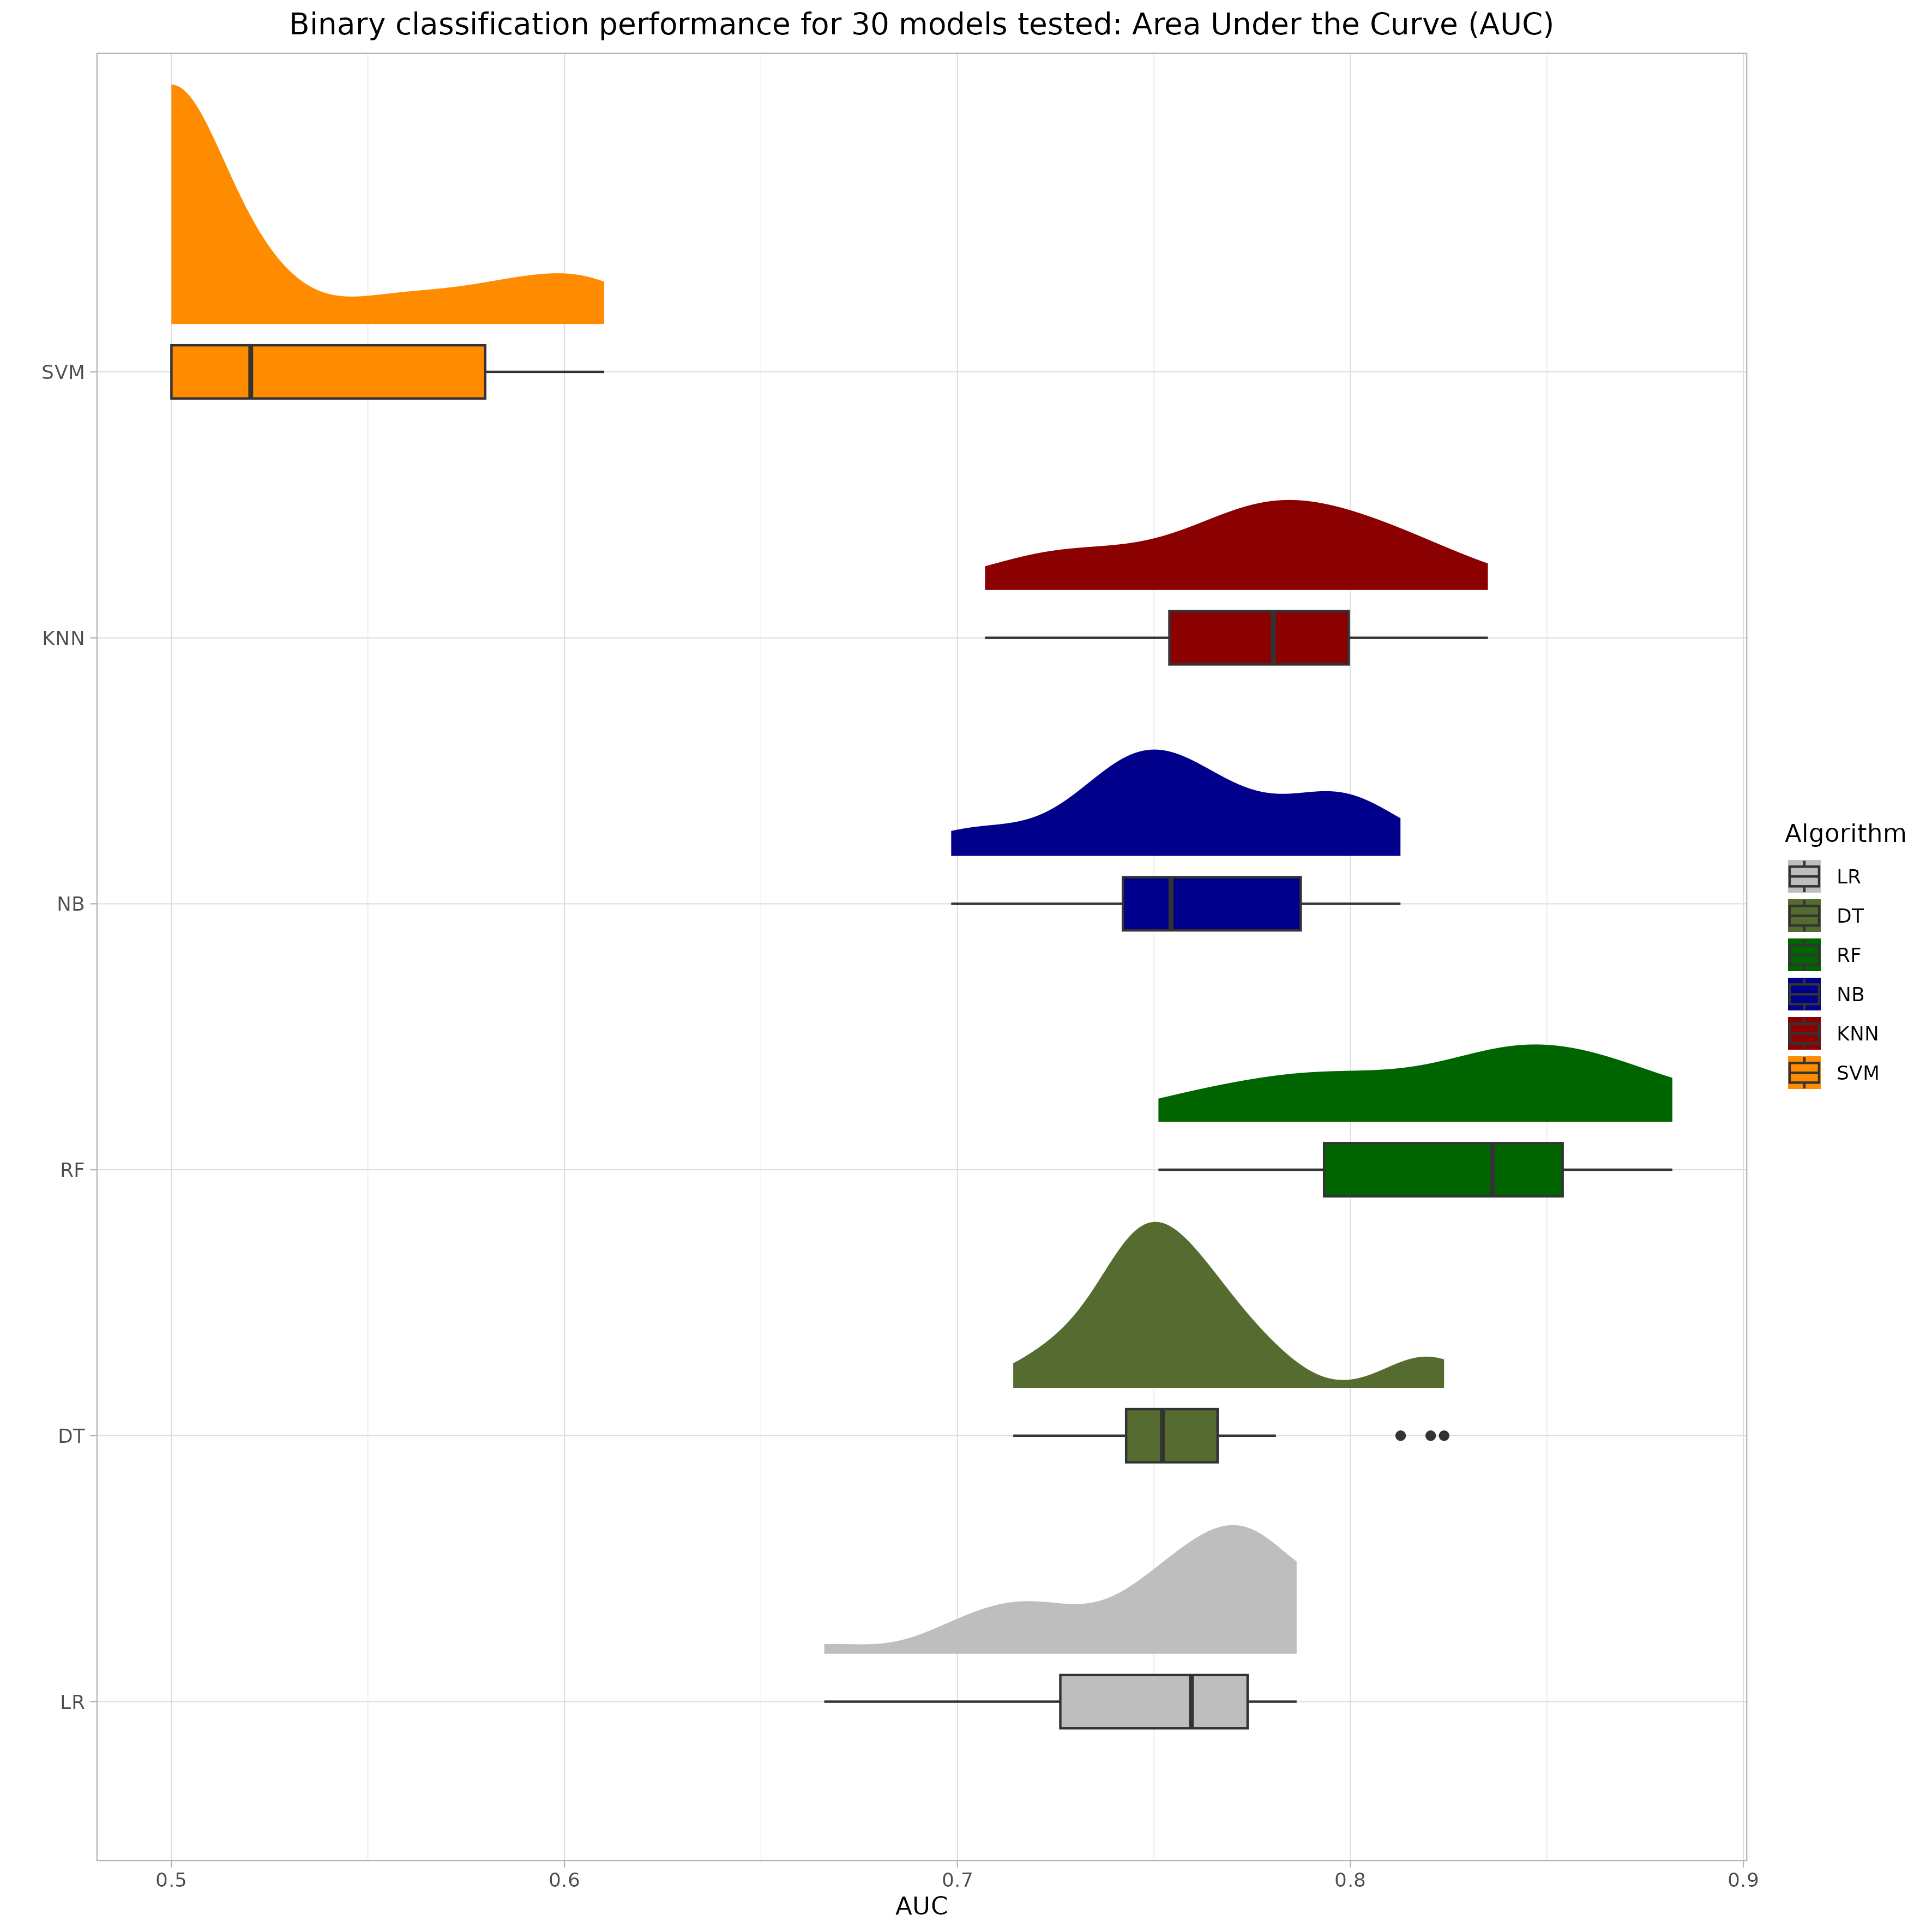 Binary classification performance for 30 models tested: Area Under the Curve (AUC)
SVM
KNN
NB
RF
DT
LR
0.5 0.6 0.7 0.8 0.9
AUC
Algorithm
LR
DT
RF
NB
KNN
SVM